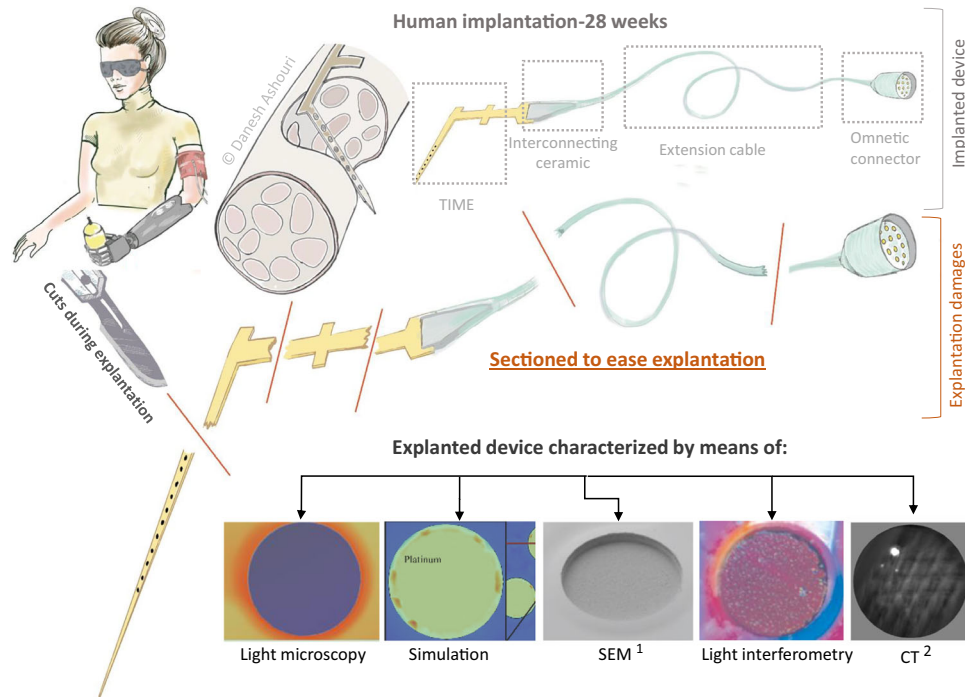 Human implantation-28 weeks
© Danesh Ashouri
TIME
Interconnecting
ceramic
Extension cable
Omnetic
connector
Implanted device
Cuts during explantation
Sectioned to ease explantation
Explantation damages
Explanted device characterized by means of:
Platinum
Light microscopy
Simulation
SEM 1
Light interferometry
CT 2